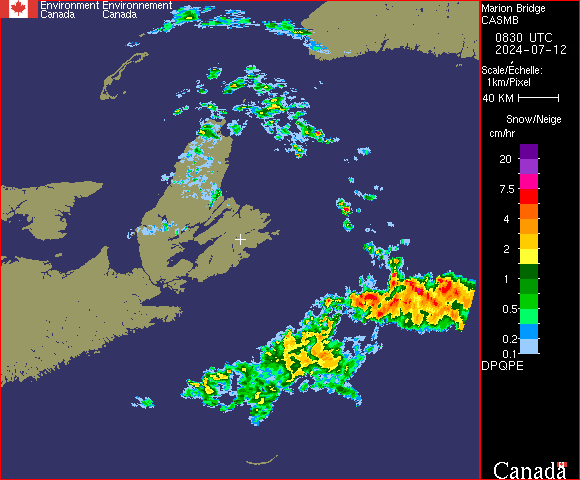 Environment Environnement
Canada Canada
Marion Bridge
CASMB
0830 UTC
2024-07-12
Scale/Echelle:
1km/Pixel
40 KM
Snow/Neige
cm/hr
20
7.5
4
2
1
0.5
0.2
0.1
DPQPE
Canada